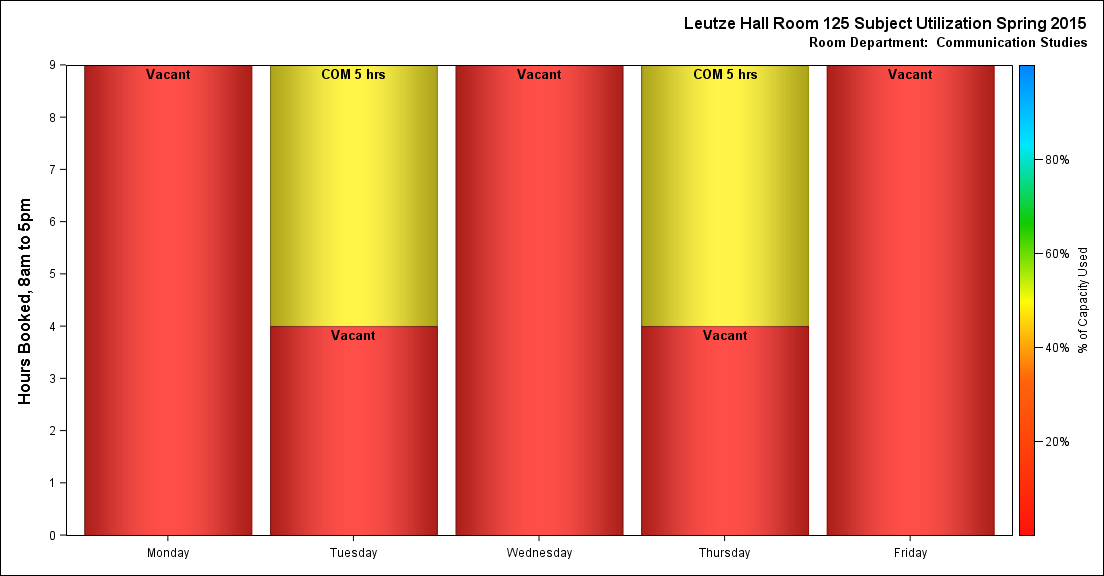 Leutze Hall Room 125 Subject Utilization Spring 2015
Room Department:  Communication Studies
Hours Booked, 8am to 5pm
9
8
7
6
5
4
3
2
1
0
Vacant
COM 5 hrs
Vacant
COM 5 hrs
Vacant
Vacant
Vacant
Monday
Tuesday
Wednesday
Thursday
Friday
80%
60%
40%
20%
% of Capacity Used